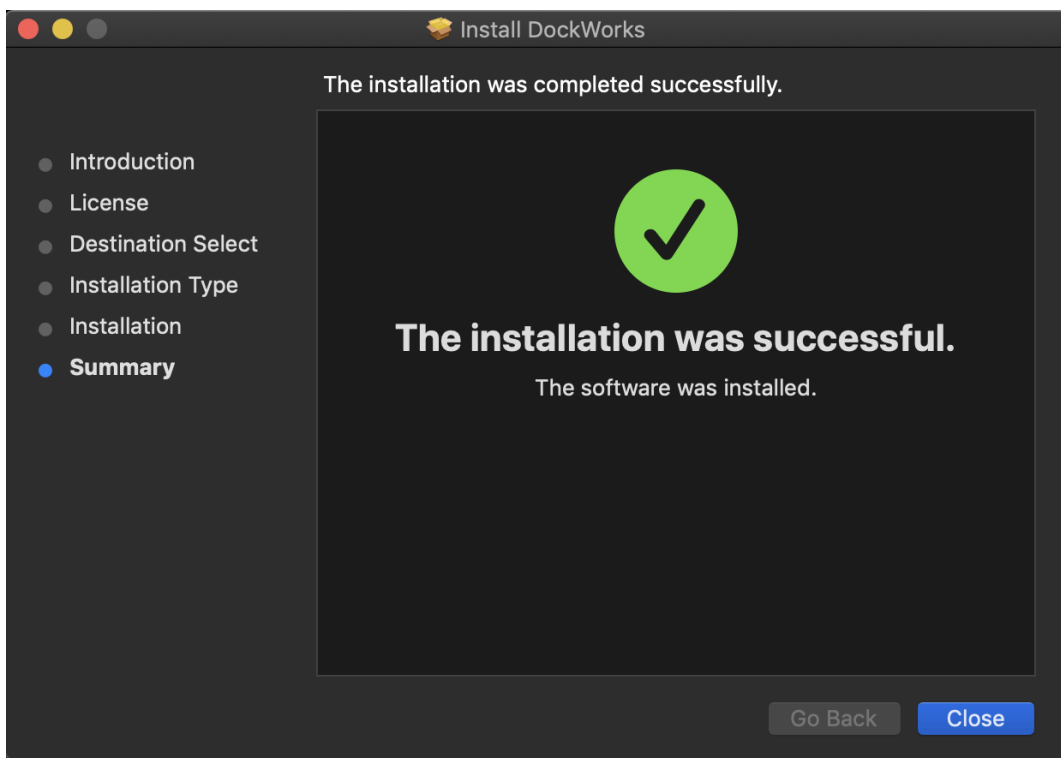 Install DockWorks
The installation was completed successfully.
Introduction
License
Destination Select
Installation Type
Installation
Summary
The installation was successful.
The software was installed.
Go Back
Close